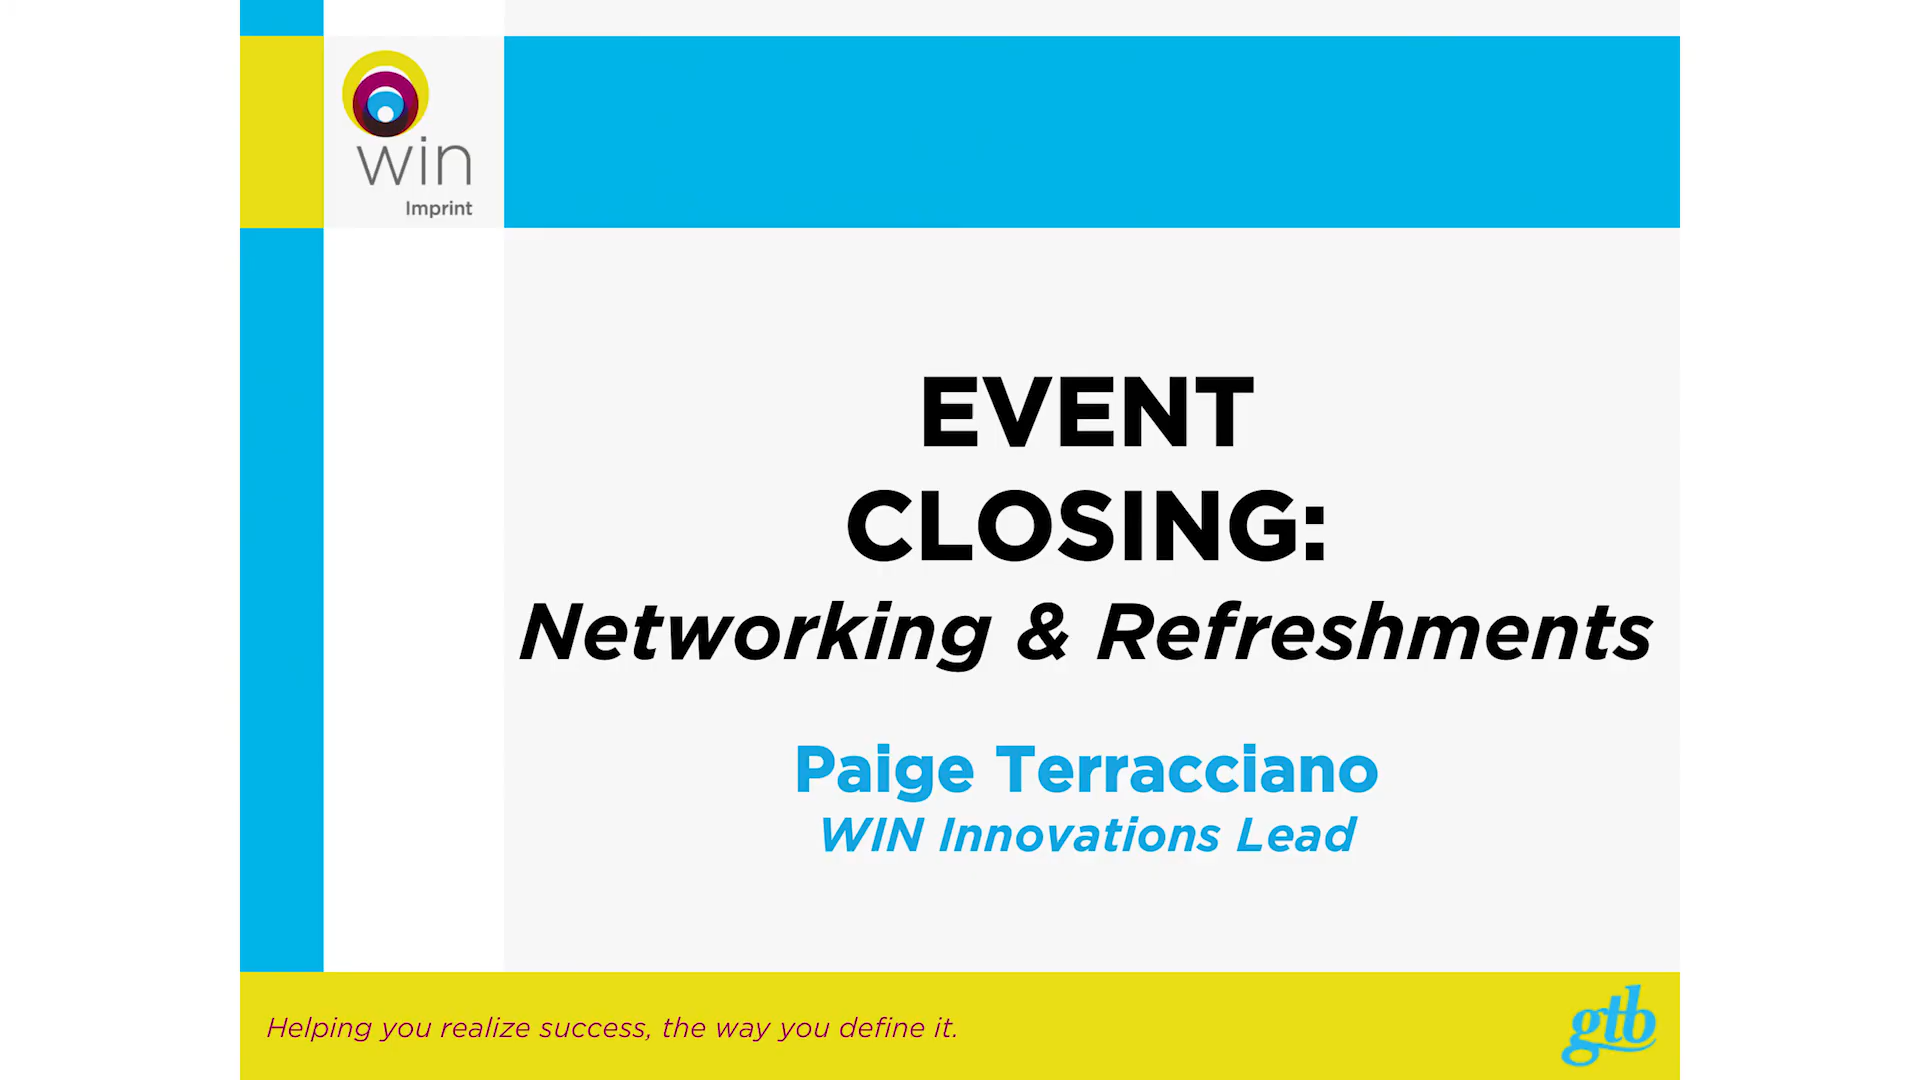 win
Imprint
EVENT
CLOSING:
Networking & Refreshments
Paige Terracciano
WIN Innovations Lead
Helping you realize success, the way you define it.
gtb